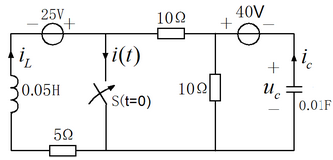 − 25V +
i(t)
10Ω
+ 40V −
i_L
0.05H
S(t=0)
10Ω
+
u_c
−
i_c
0.01F
5Ω